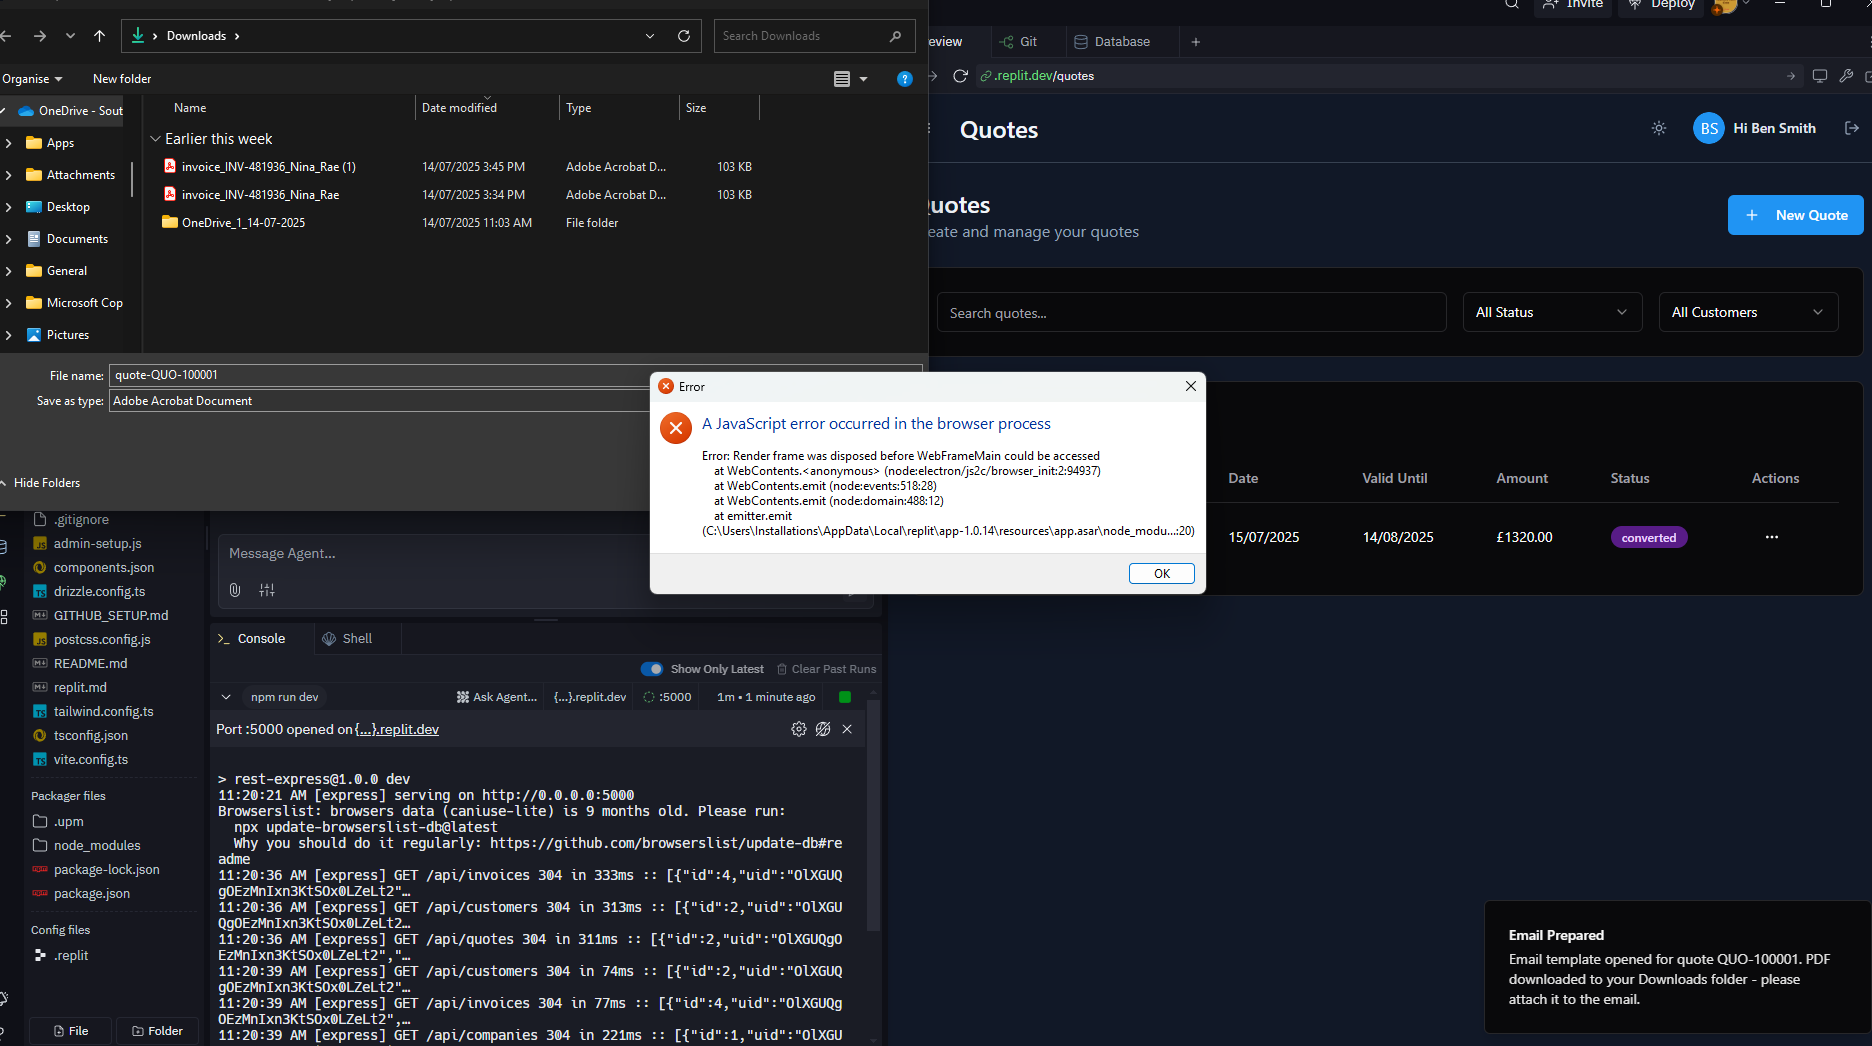 Downloads
Search Downloads
Organise
New folder
Name
Date modified
Type
Size
OneDrive - Sout
Apps
Attachments
Desktop
Documents
General
Microsoft Cop
Pictures
Earlier this week
invoice_INV-481936_Nina_Rae (1) 14/07/2025 3:45 PM Adobe Acrobat D... 103 KB
invoice_INV-481936_Nina_Rae 14/07/2025 3:34 PM Adobe Acrobat D... 103 KB
OneDrive_1_14-07-2025 14/07/2025 11:03 AM File folder
File name: quote-QUO-100001
Save as type: Adobe Acrobat Document
Hide Folders
Invite
Deploy
eview
Git
Database
.replit.dev/quotes
Quotes
BS Hi Ben Smith
uotes
eate and manage your quotes
+ New Quote
Search quotes...
All Status
All Customers
Date
Valid Until
Amount
Status
Actions
15/07/2025
14/08/2025
£1320.00
converted
...
Error
A JavaScript error occurred in the browser process
Error: Render frame was disposed before WebFrameMain could be accessed
at WebContents.<anonymous> (node:electron/js2c/browser_init:2:94937)
at WebContents.emit (node:events:518:28)
at WebContents.emit (node:domain:488:12)
at emitter.emit
(C:\Users\Installations\AppData\Local\replit\app-1.0.14\resources\app.asar\node_modu...:20)
OK
.gitignore
admin-setup.js
components.json
drizzle.config.ts
GITHUB_SETUP.md
postcss.config.js
README.md
replit.md
tailwind.config.ts
tsconfig.json
vite.config.ts
Packager files
.upm
node_modules
package-lock.json
package.json
Config files
.replit
File
Folder
Message Agent...
Console
Shell
Show Only Latest
Clear Past Runs
npm run dev
Ask Agent...
{...}.replit.dev
:5000
1m • 1 minute ago
Port :5000 opened on {...}.replit.dev
> rest-express@1.0.0 dev
11:20:21 AM [express] serving on http://0.0.0.0:5000
Browserslist: browsers data (caniuse-lite) is 9 months old. Please run:
npx update-browserslist-db@latest
Why you should do it regularly: https://github.com/browserslist/update-db#re
adme
11:20:36 AM [express] GET /api/invoices 304 in 333ms :: [{"id":4,"uid":"OlXGUQ
gOEzMnIxn3KtSOx0LZeLt2"…
11:20:36 AM [express] GET /api/customers 304 in 313ms :: [{"id":2,"uid":"OlXGU
QgOEzMnIxn3KtSOx0LZeLt2…
11:20:36 AM [express] GET /api/quotes 304 in 311ms :: [{"id":2,"uid":"OlXGUQgO
EzMnIxn3KtSOx0LZeLt2","…
11:20:39 AM [express] GET /api/customers 304 in 74ms :: [{"id":2,"uid":"OlXGUQ
gOEzMnIxn3KtSOx0LZeLt2"…
11:20:39 AM [express] GET /api/invoices 304 in 77ms :: [{"id":4,"uid":"OlXGUQg
OEzMnIxn3KtSOx0LZeLt2",…
11:20:39 AM [express] GET /api/companies 304 in 221ms :: [{"id":1,"uid":"OlXGU
Email Prepared
Email template opened for quote QUO-100001. PDF
downloaded to your Downloads folder - please
attach it to the email.